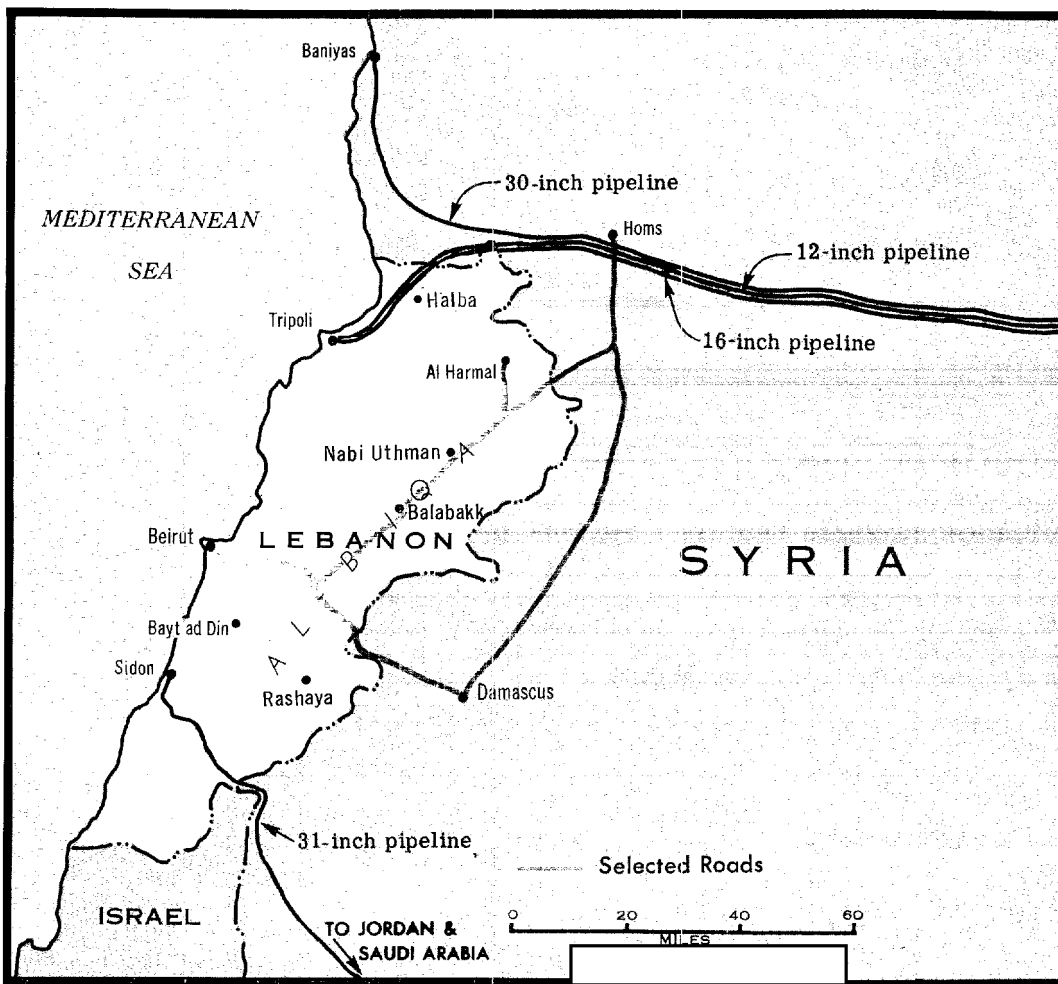 Baniyas
30-inch pipeline
MEDITERRANEAN
SEA
Homs
12-inch pipeline
Halba
Tripoli
16-inch pipeline
Al Harmal
Nabi Uthman
Balabakk
Beirut
LEBANON
SYRIA
AL BIQA
Bayt ad Din
Sidon
Rashaya
Damascus
31-inch pipeline
Selected Roads
ISRAEL
0 20 40 60
MILES
TO JORDAN &
SAUDI ARABIA